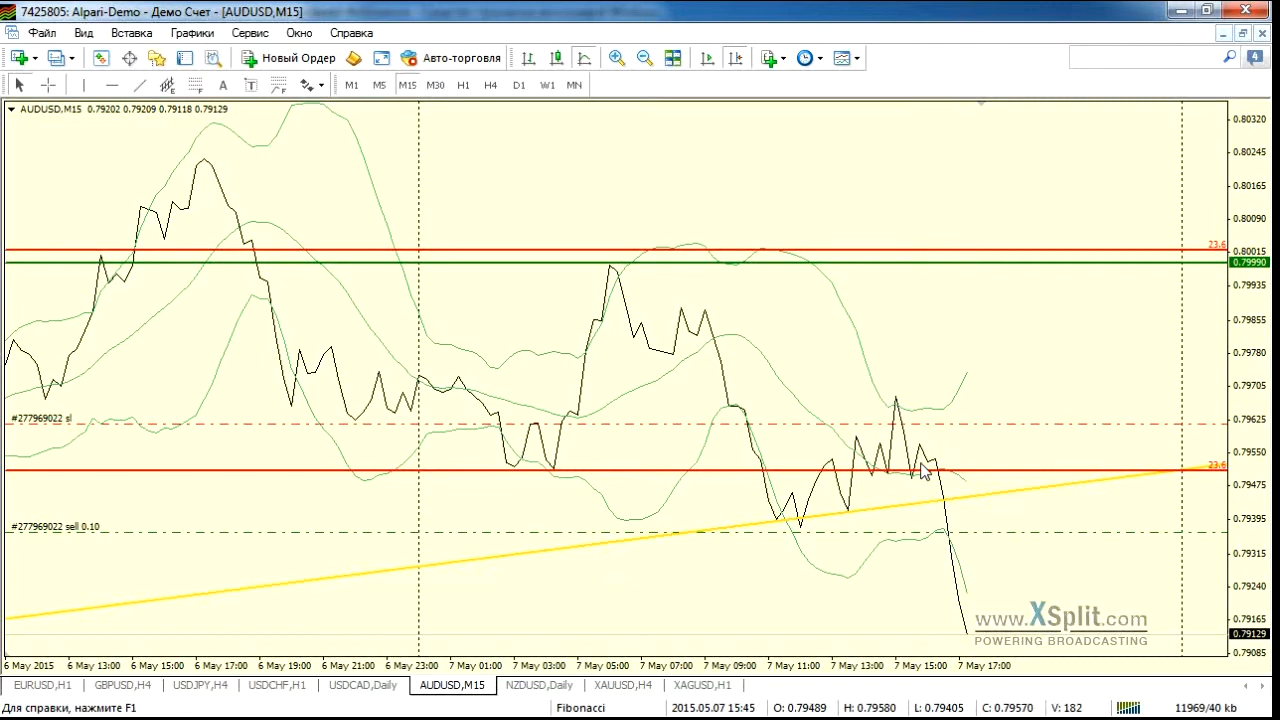 7425805: Alpari-Demo - Демо Счет - [AUDUSD,M15]
Файл Вид Вставка Графики Сервис Окно Справка
Новый Ордер Авто-торговля
4
A T M1 M5 M15 M30 H1 H4 D1 W1 MN
AUDUSD,M15 0.79202 0.79209 0.79118 0.79129
0.80320
0.80245
0.80165
0.80090
23.6
0.80015
0.79990
0.79935
0.79855
0.79780
0.79705
#277969022 sl
0.79625
0.79550
23.6
0.79475
#277969022 sell 0.10
0.79395
0.79315
0.79240
www.XSplit.com
0.79165
POWERING BROADCASTING
0.79129
0.79085
6 May 2015 6 May 13:00 6 May 15:00 6 May 17:00 6 May 19:00 6 May 21:00 6 May 23:00 7 May 01:00 7 May 03:00 7 May 05:00 7 May 07:00 7 May 09:00 7 May 11:00 7 May 13:00 7 May 15:00 7 May 17:00
EURUSD,H1 GBPUSD,H4 USDJPY,H4 USDCHF,H1 USDCAD,Daily AUDUSD,M15 NZDUSD,Daily XAUUSD,H4 XAGUSD,H1
Для справки, нажмите F1 Fibonacci 2015.05.07 15:45 O: 0.79489 H: 0.79580 L: 0.79405 C: 0.79570 V: 182 11969/40 kb